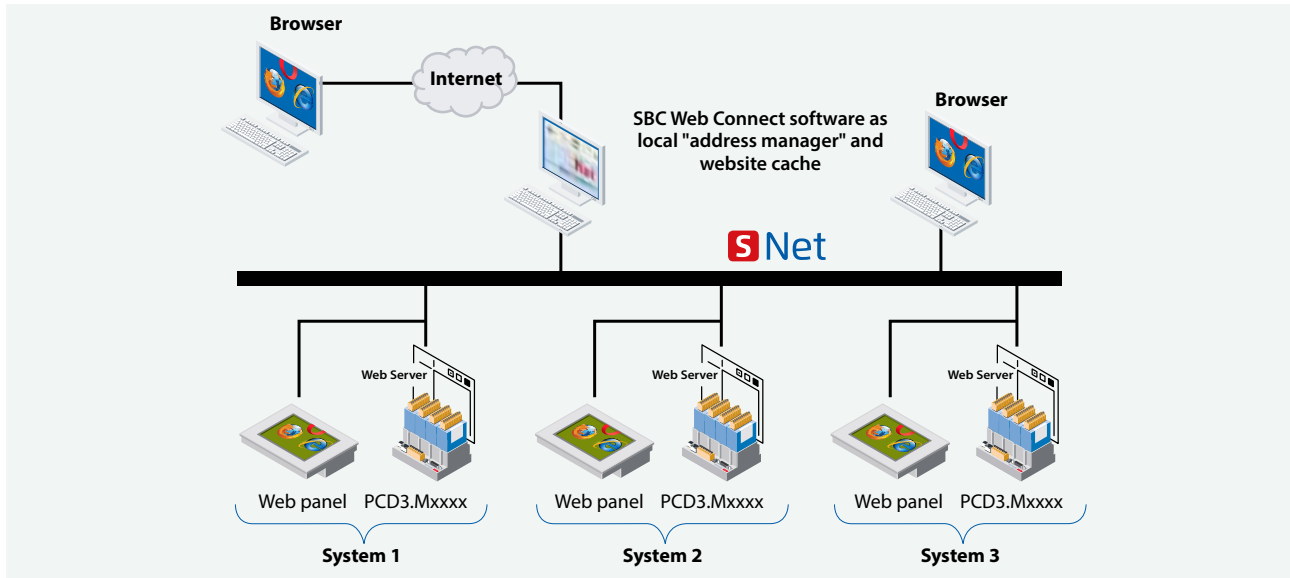 Browser
Internet
SBC Web Connect software as
local "address manager" and
website cache
Browser
S Net
Web Server
Web Server
Web Server
Web panel PCD3.Mxxxx
Web panel PCD3.Mxxxx
Web panel PCD3.Mxxxx
System 1
System 2
System 3